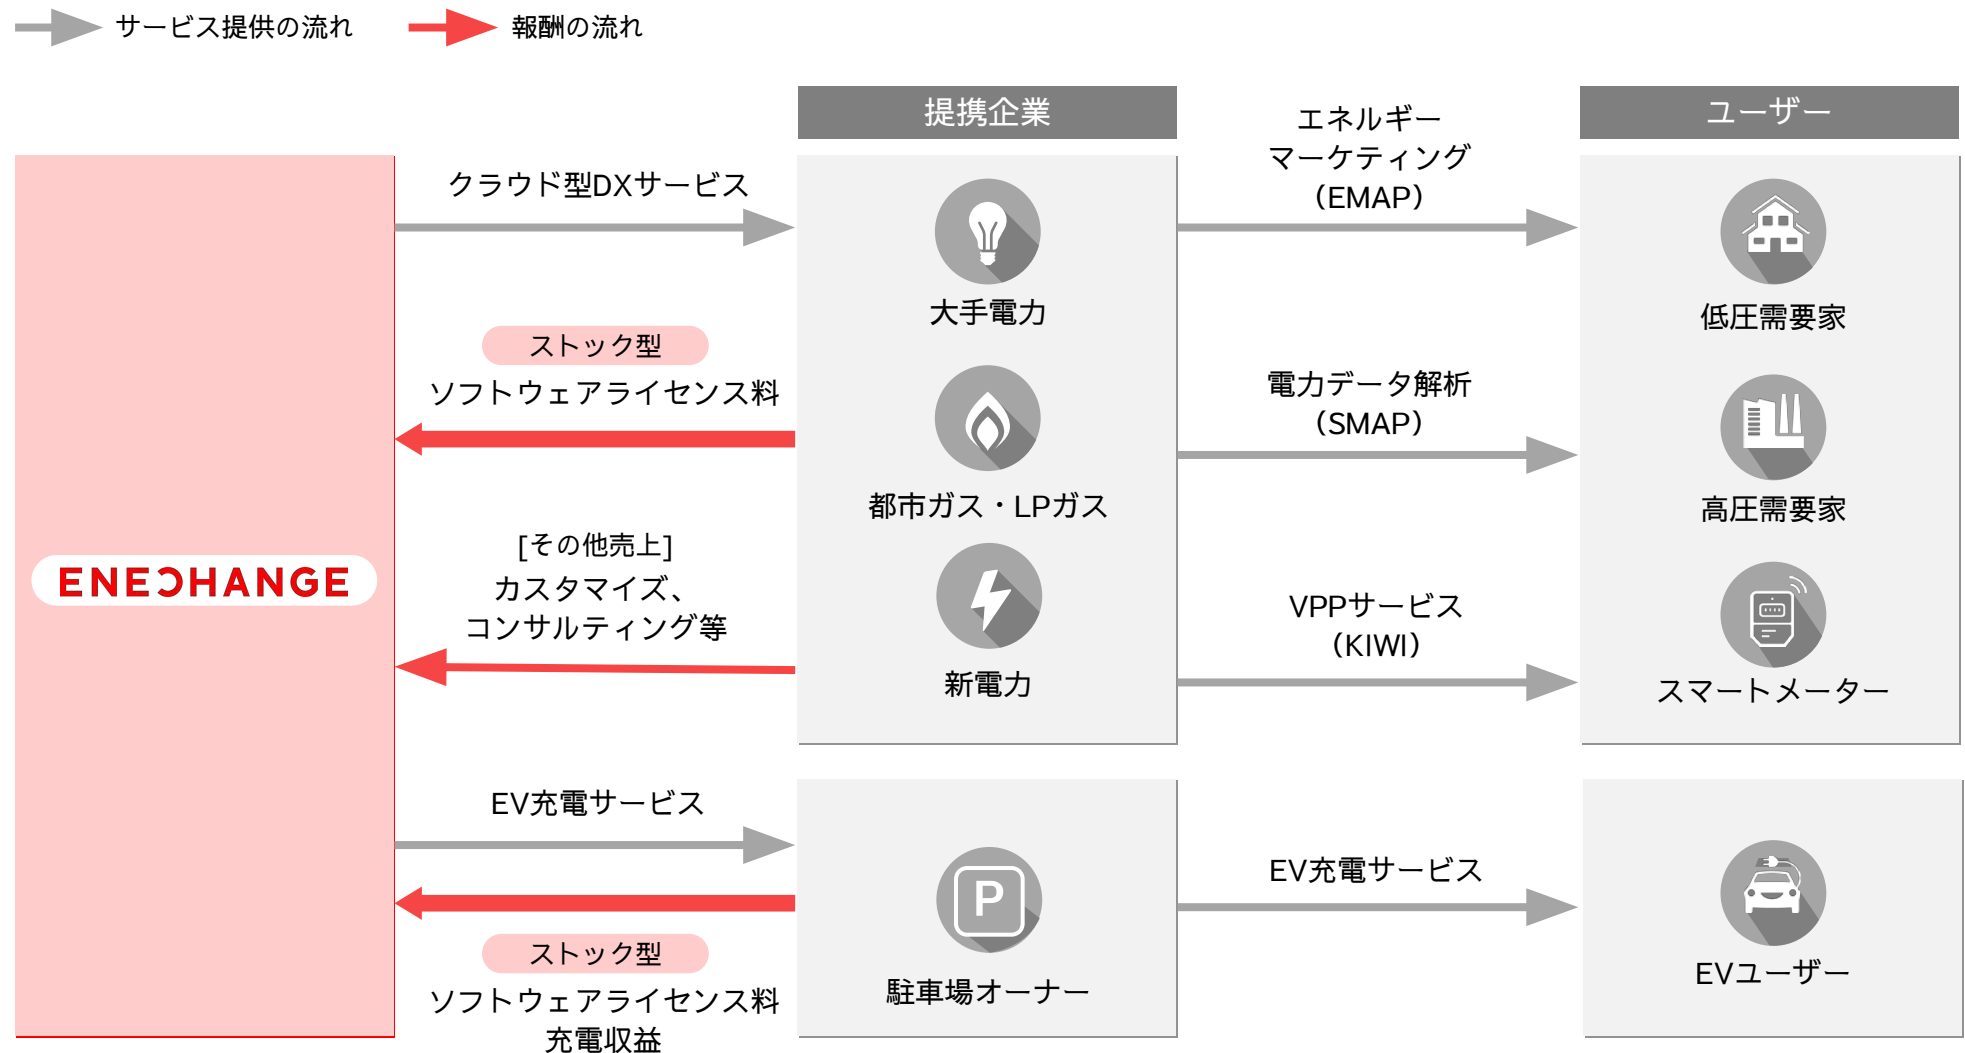 サービス提供の流れ
報酬の流れ
提携企業
ユーザー
ENECHANGE
クラウド型DXサービス
ストック型
ソフトウェアライセンス料
[その他売上]
カスタマイズ、
コンサルティング等
大手電力
都市ガス・LPガス
新電力
エネルギー
マーケティング
（EMAP）
電力データ解析
（SMAP）
VPPサービス
（KIWI）
低圧需要家
高圧需要家
スマートメーター
EV充電サービス
ストック型
ソフトウェアライセンス料
充電収益
P
駐車場オーナー
EV充電サービス
EVユーザー